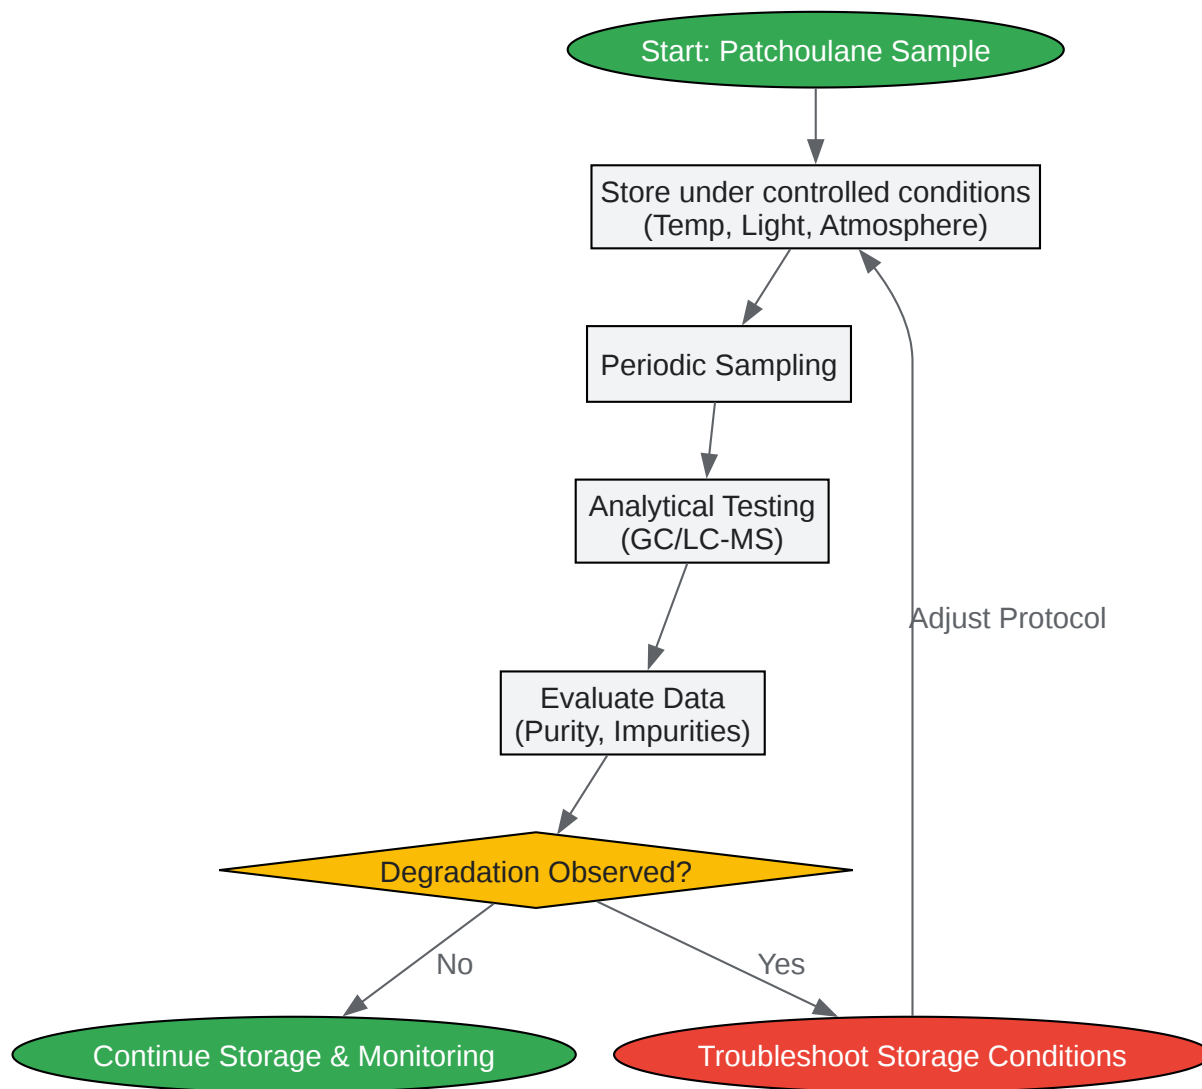 Start: Patchoulane Sample
Store under controlled conditions
(Temp, Light, Atmosphere)
Periodic Sampling
Analytical Testing
(GC/LC-MS)
Adjust Protocol
Evaluate Data
(Purity, Impurities)
Degradation Observed?
No
Yes
Continue Storage & Monitoring
Troubleshoot Storage Conditions